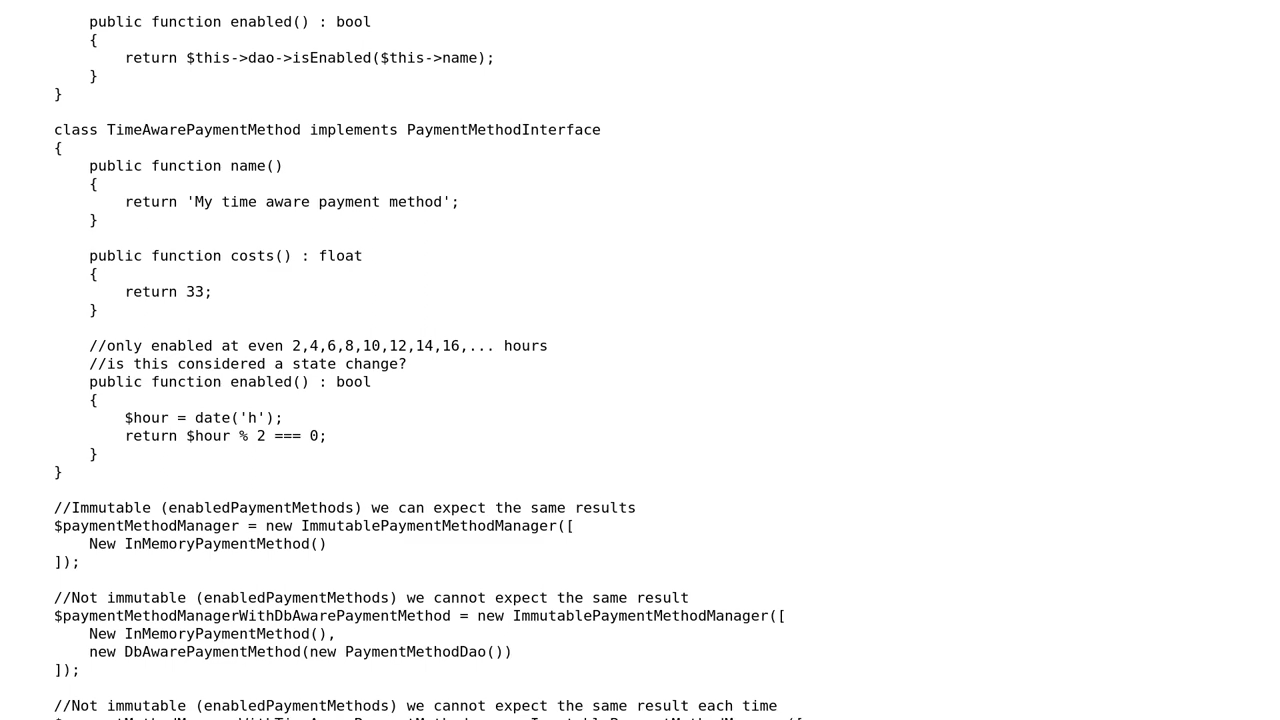 public function enabled() : bool
{
return $this->dao->isEnabled($this->name);
}
}
class TimeAwarePaymentMethod implements PaymentMethodInterface
{
public function name()
{
return 'My time aware payment method';
}
public function costs() : float
{
return 33;
}
//only enabled at even 2,4,6,8,10,12,14,16,... hours
//is this considered a state change?
public function enabled() : bool
{
$hour = date('h');
return $hour % 2 === 0;
}
}
//Immutable (enabledPaymentMethods) we can expect the same results
$paymentMethodManager = new ImmutablePaymentMethodManager([
New InMemoryPaymentMethod()
]);
//Not immutable (enabledPaymentMethods) we cannot expect the same result
$paymentMethodManagerWithDbAwarePaymentMethod = new ImmutablePaymentMethodManager([
New InMemoryPaymentMethod(),
new DbAwarePaymentMethod(new PaymentMethodDao())
]);
//Not immutable (enabledPaymentMethods) we cannot expect the same result each time